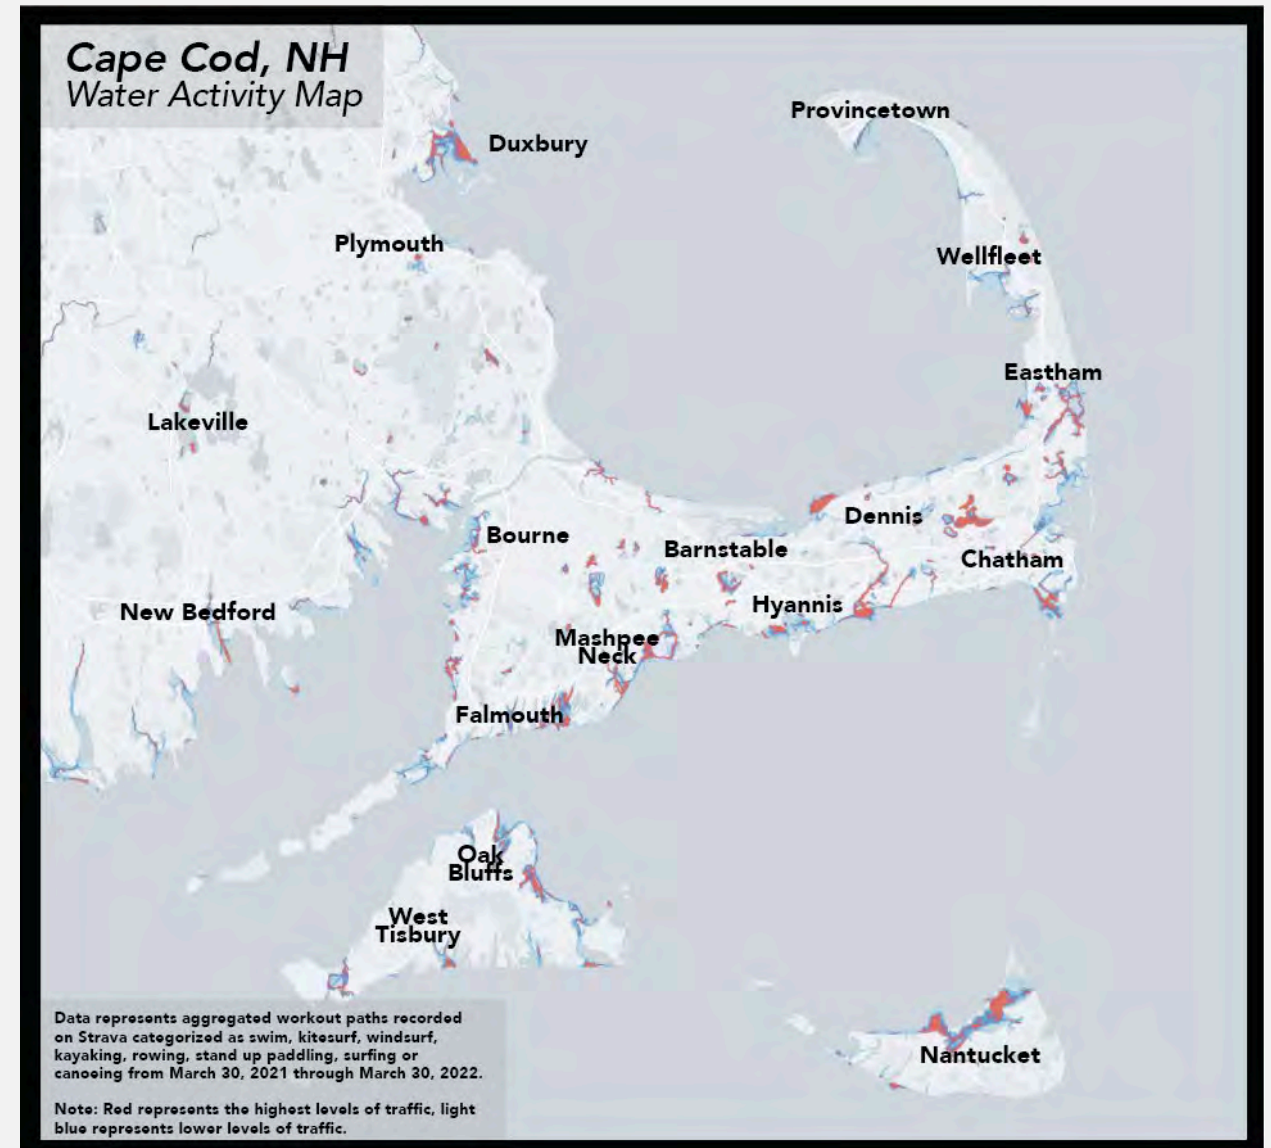 Cape Cod, NH
Water Activity Map
Provincetown
Duxbury
Plymouth
Wellfleet
Eastham
Lakeville
Dennis
Bourne
Barnstable
Chatham
Hyannis
New Bedford
Mashpee
Neck
Falmouth
Oak
Bluffs
West
Tisbury
Nantucket
Data represents aggregated workout paths recorded
on Strava categorized as swim, kitesurf, windsurf,
kayaking, rowing, stand up paddling, surfing or
canoeing from March 30, 2021 through March 30, 2022.
Note: Red represents the highest levels of traffic, light
blue represents lower levels of traffic.